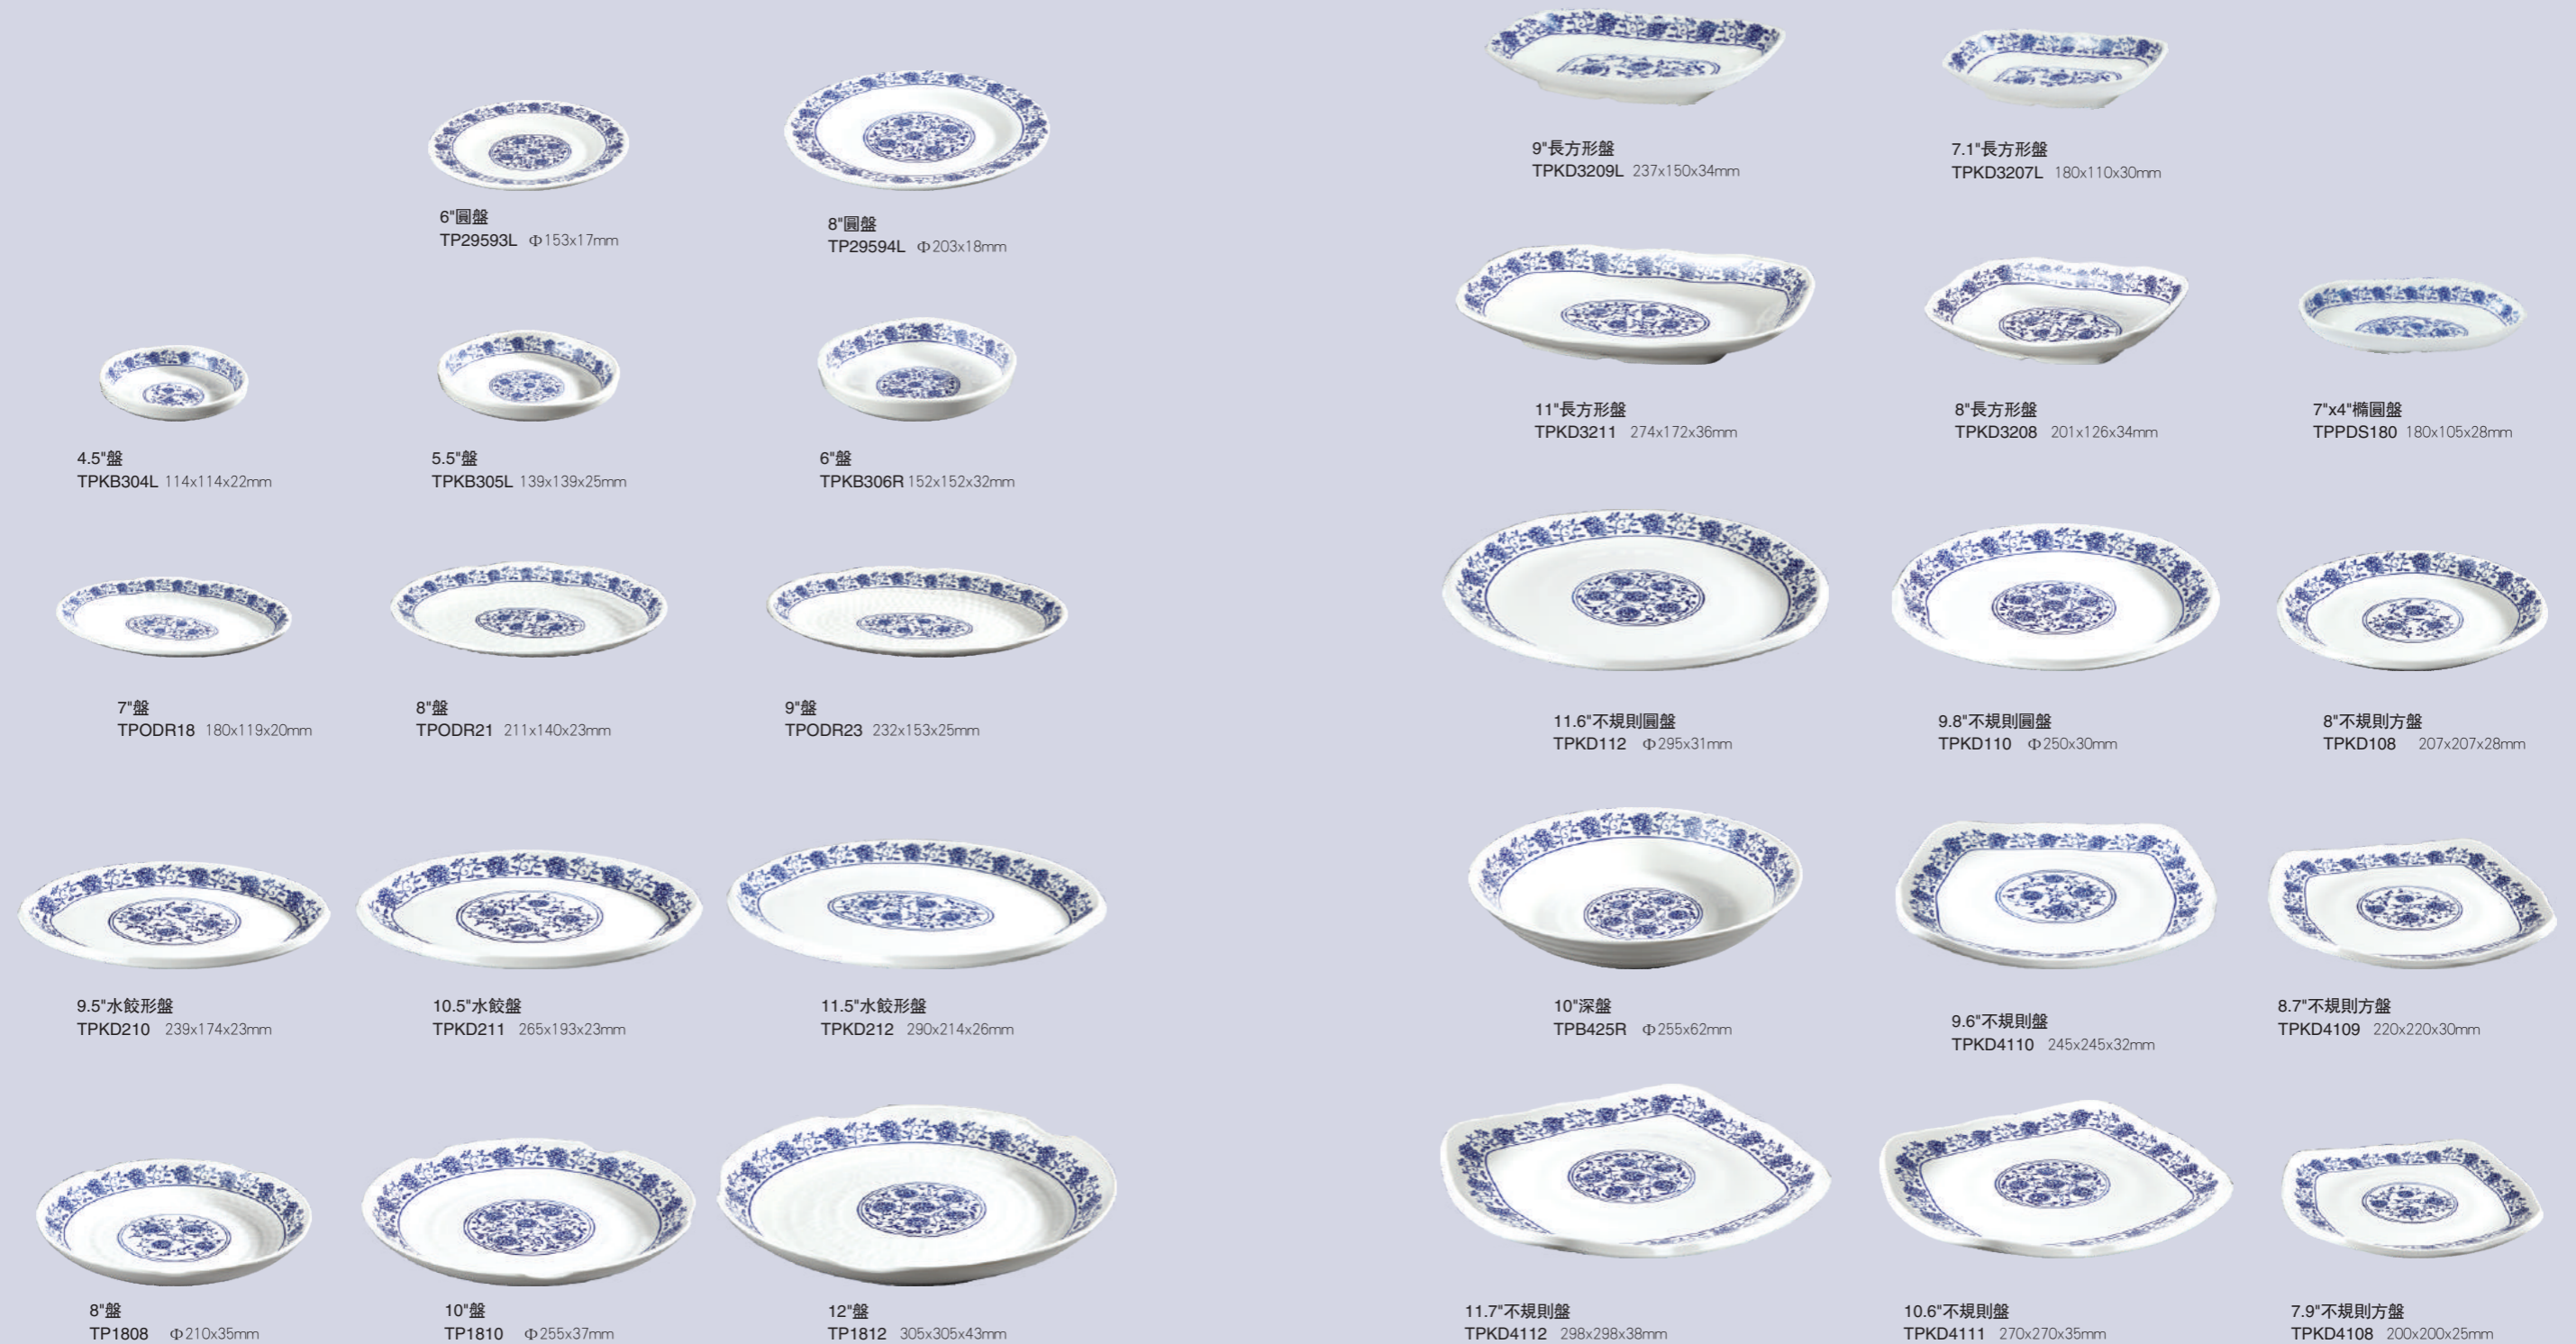 6"圓盤
TP29593L Φ153x17mm
8"圓盤
TP29594L Φ203x18mm
4.5"盤
TPKB304L 114x114x22mm
5.5"盤
TPKB305L 139x139x25mm
6"盤
TPKB306R 152x152x32mm
7"盤
TPODR18 180x119x20mm
8"盤
TPODR21 211x140x23mm
9"盤
TPODR23 232x153x25mm
9.5"水餃形盤
TPKD210 239x174x23mm
10.5"水餃盤
TPKD211 265x193x23mm
11.5"水餃形盤
TPKD212 290x214x26mm
8"盤
TP1808 Φ210x35mm
10"盤
TP1810 Φ255x37mm
12"盤
TP1812 305x305x43mm
9"長方形盤
TPKD3209L 237x150x34mm
7.1"長方形盤
TPKD3207L 180x110x30mm
11"長方形盤
TPKD3211 274x172x36mm
8"長方形盤
TPKD3208 201x126x34mm
7"x4"橢圓盤
TPPDS180 180x105x28mm
11.6"不規則圓盤
TPKD112 Φ295x31mm
9.8"不規則圓盤
TPKD110 Φ250x30mm
8"不規則方盤
TPKD108 207x207x28mm
10"深盤
TPB425R Φ255x62mm
9.6"不規則盤
TPKD4110 245x245x32mm
8.7"不規則方盤
TPKD4109 220x220x30mm
11.7"不規則盤
TPKD4112 298x298x38mm
10.6"不規則盤
TPKD4111 270x270x35mm
7.9"不規則方盤
TPKD4108 200x200x25mm